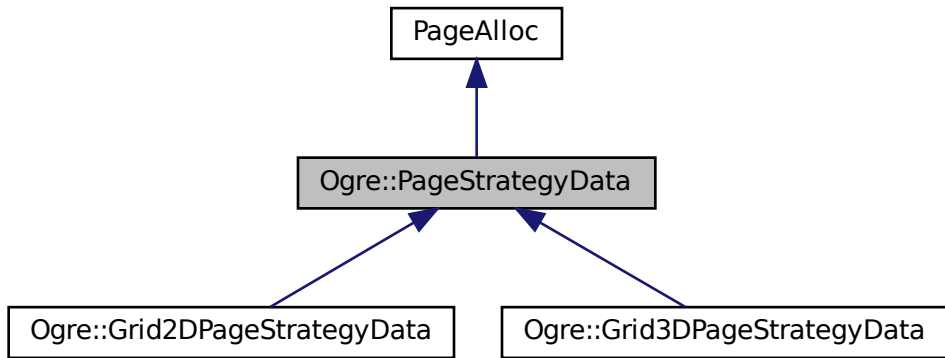 PageAlloc
Ogre::PageStrategyData
Ogre::Grid2DPageStrategyData
Ogre::Grid3DPageStrategyData